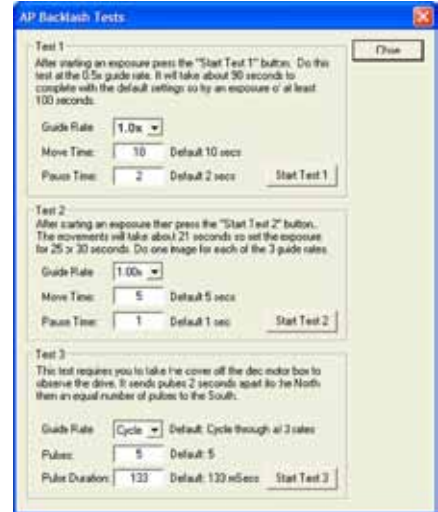 AP Backlash Tests
Close
Test 1
After starting an exposure press the "Start Test 1" button. Do this
test at the 0.5x guide rate. It will take about 90 seconds to
complete with the default settings so try an exposure of at least
100 seconds.
Guide Rate 1.0x
Move Time: 10 Default 10 secs
Pause Time: 2 Default 2 secs Start Test 1
Test 2
After starting an exposure then press the "Start Test 2" button.
The movements will take about 21 seconds so set the exposure
for 25 or 30 seconds. Do one image for each of the 3 guide rates.
Guide Rate 1.00x
Move Time: 5 Default 5 secs
Pause Time: 1 Default 1 sec Start Test 2
Test 3
This test requires you to take the cover off the dec motor box to
observe the drive. It sends pulses 2 seconds apart to the North
then an equal number of pulses to the South.
Guide Rate Cycle Default: Cycle through all 3 rates
Pulses: 5 Default: 5
Pulse Duration: 133 Default: 133 mSecs Start Test 3